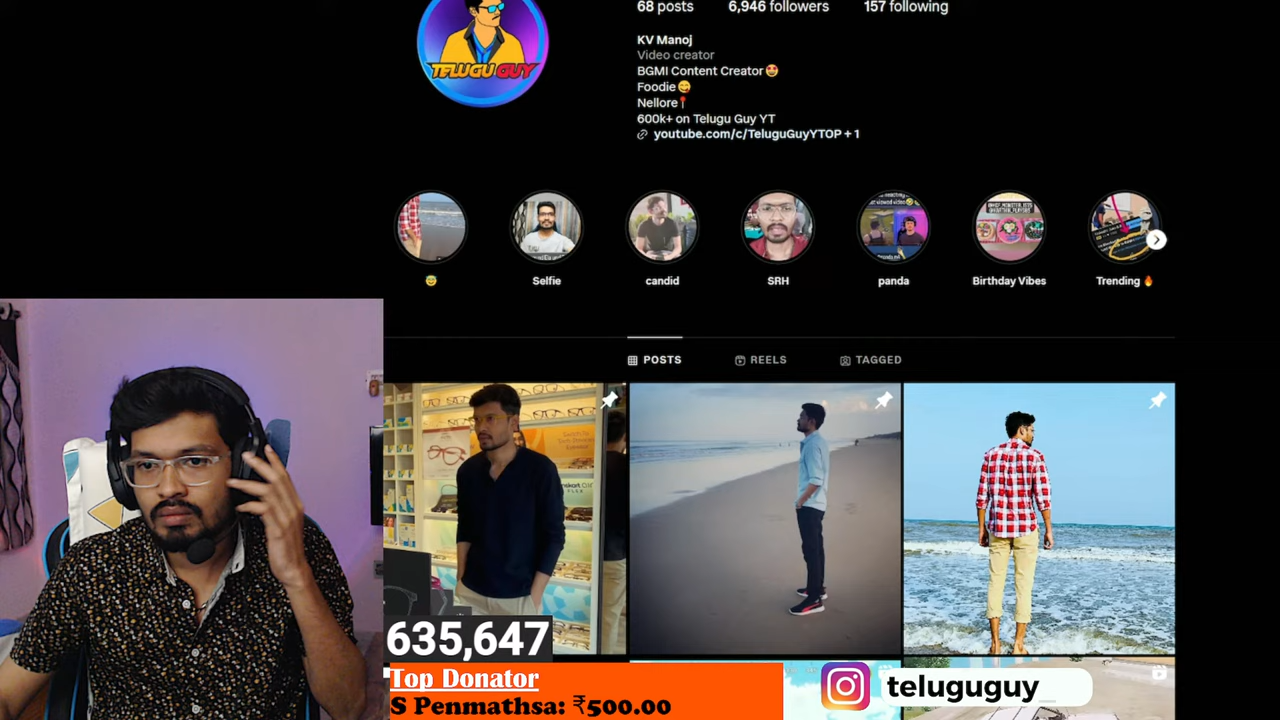 68 posts 6,946 followers 157 following
KV Manoj
Video creator
BGMI Content Creator😍
Foodie😋
Nellore📍
600k+ on Telugu Guy YT
youtube.com/c/TeluguGuyYTOP + 1
TELUGU GUY
😇 Selfie candid SRH panda Birthday Vibes Trending 🔥
POSTS REELS TAGGED
635,647
Top Donator
S Penmathsa: ₹500.00
teluguguy__